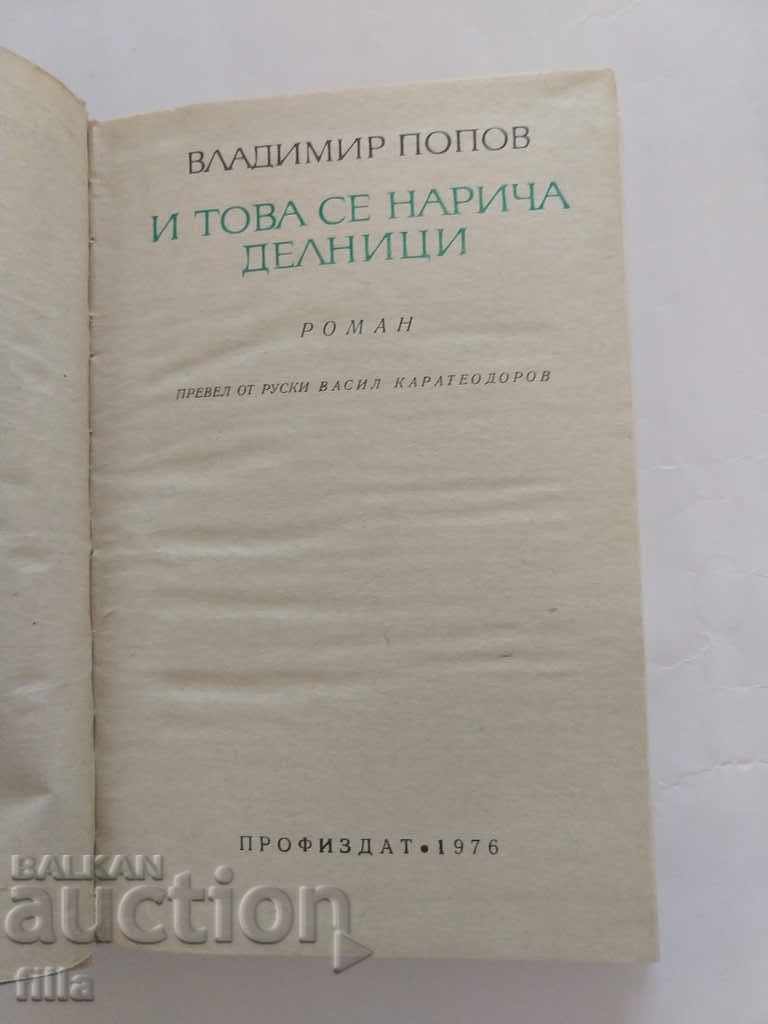 ВЛАДИМИР ПОПОВ
И ТОВА СЕ НАРИЧА
ДЕЛНИЦИ
РОМАН
ПРЕВЕЛ ОТ РУСКИ ВАСИЛ КАРАТЕОДОРОВ
ПРОФИЗДАТ • 1976
BALKAN
auction
filla